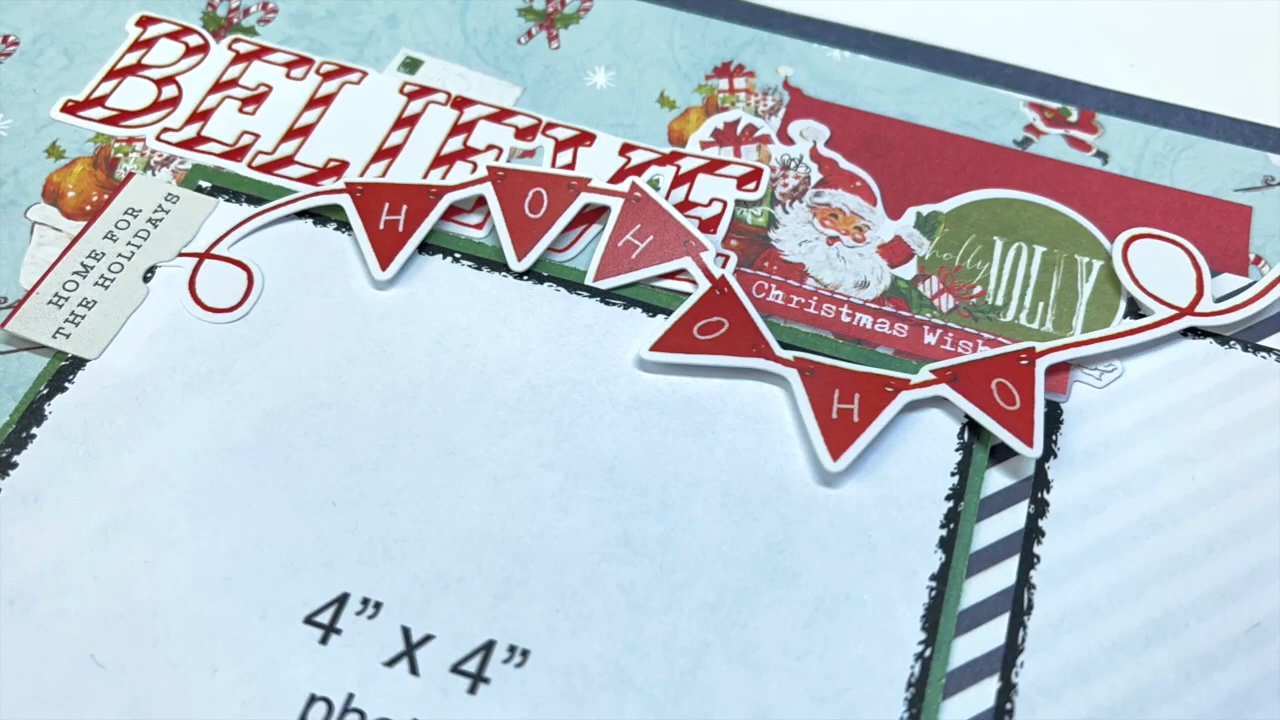 BELIEVE
HOME FOR
THE HOLIDAYS
H O H O H O
holly
JOLLY
Christmas Wish
4” x 4”